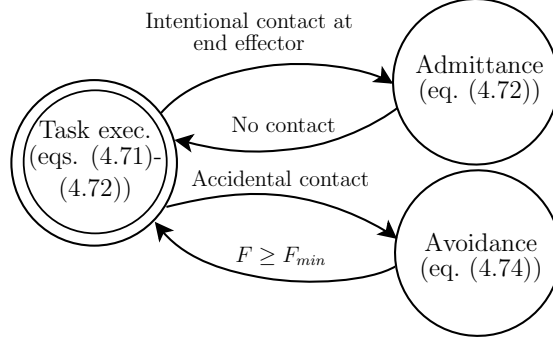 Intentional contact at
end effector
Admittance
(eq. (4.72))
No contact
Task exec.
(eqs. (4.71)-
(4.72))
Accidental contact
Avoidance
(eq. (4.74))
F ≥ Fmin